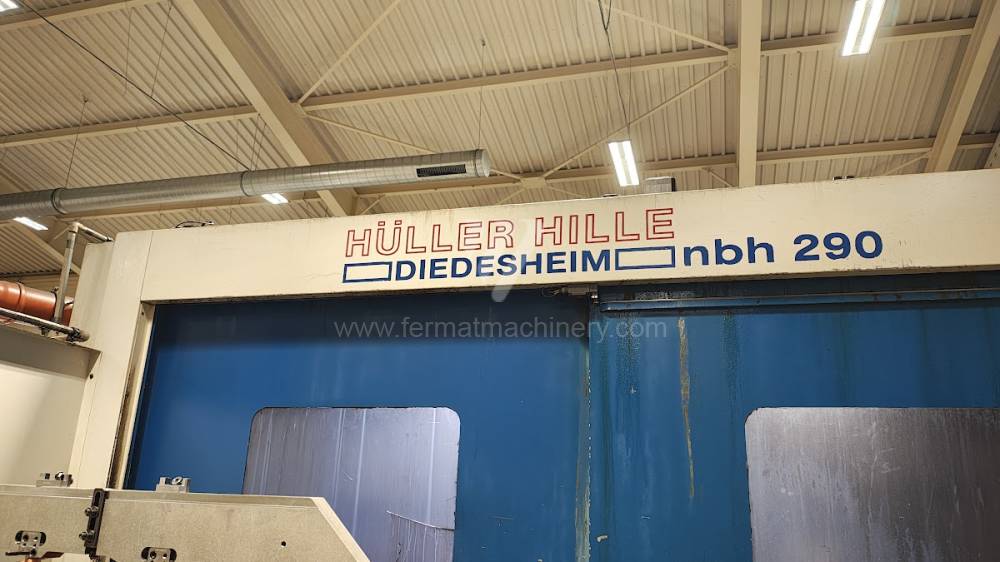 HÜLLER HILLE
DIEDESHEIM nbh 290
www.fermatmachinery.com